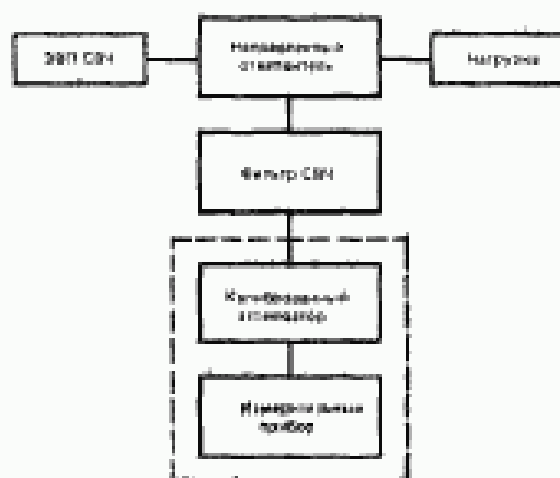 ЭВП СВЧ
Направленный
ответвитель
Нагрузка
Фильтр СВЧ
Калиброванный
аттенюатор
Измерительный
прибор